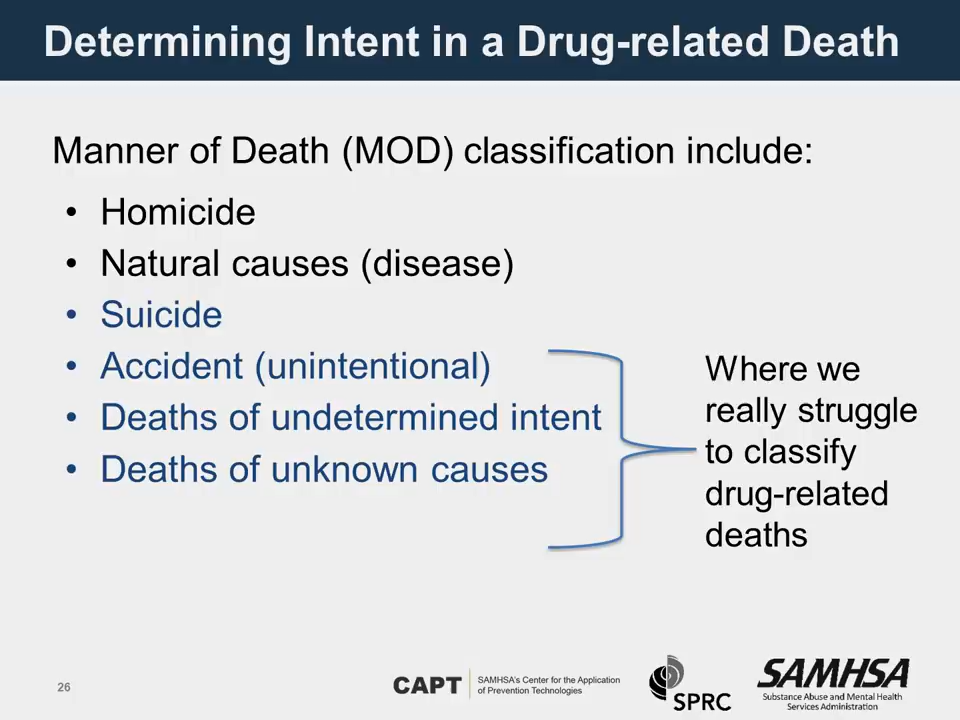 Determining Intent in a Drug-related Death
Manner of Death (MOD) classification include:
• Homicide
• Natural causes (disease)
• Suicide
• Accident (unintentional)
• Deaths of undetermined intent
• Deaths of unknown causes
Where we
really struggle
to classify
drug-related
deaths
26
CAPT
SAMHSA's Center for the Application
of Prevention Technologies
SPRC
SAMHSA
Substance Abuse and Mental Health
Services Administration